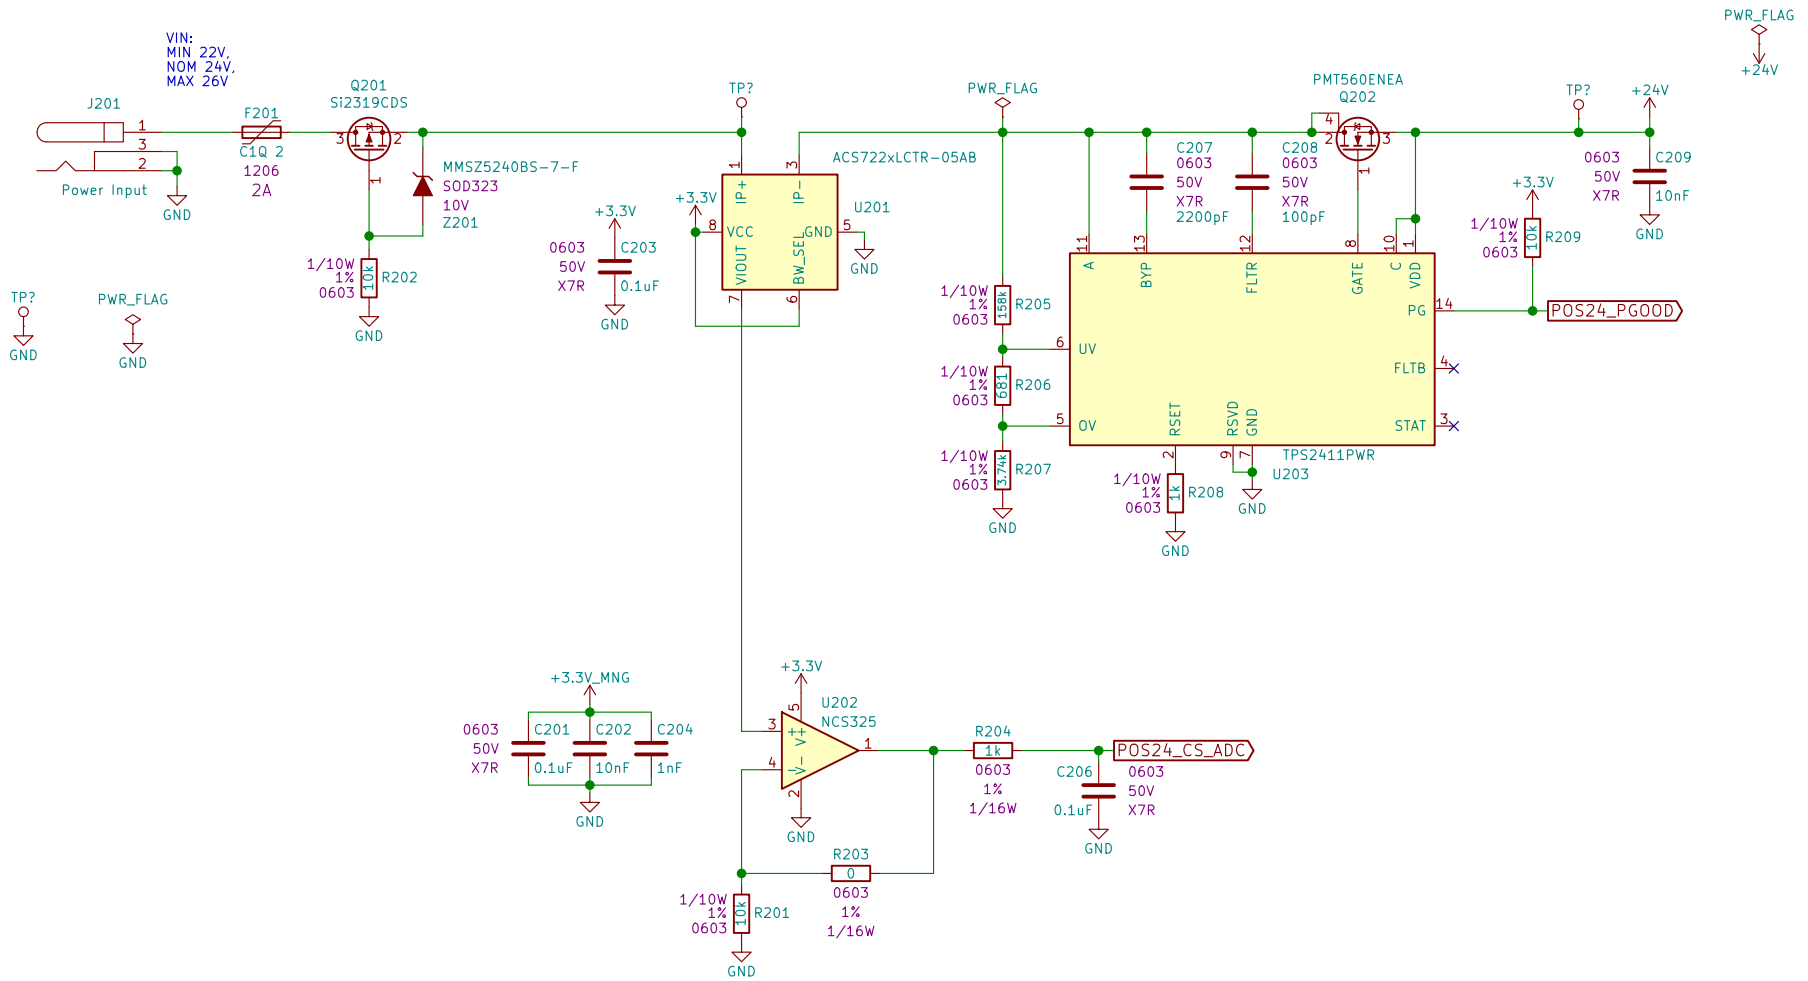 VIN:
MIN 22V,
NOM 24V,
MAX 26V
J201
1
3
2
Power Input
GND
F201
C1Q 2
1206
2A
Q201
Si2319CDS
3
2
1
MMSZ5240BS-7-F
SOD323
10V
Z201
1/10W
1%
0603
10k
R202
GND
TP?
GND
PWR_FLAG
GND
+3.3V
0603
50V
X7R
C203
0.1uF
GND
TP?
+3.3V
ACS722xLCTR-05AB
U201
1
3
8
5
7
6
IP+
IP-
VCC
GND
VIOUT
BW_SEL
GND
PWR_FLAG
1/10W
1%
0603
158k
R205
1/10W
1%
0603
681
R206
1/10W
1%
0603
3.74k
R207
GND
C207
0603
50V
X7R
2200pF
C208
0603
50V
X7R
100pF
PMT560ENEA
Q202
4
2
3
1
11
13
12
8
10
1
A
BYP
FLTR
GATE
C
VDD
6
UV
5
OV
PG
14
FLTB
4
STAT
3
RSET
RSVD
GND
2
9
7
TPS2411PWR
U203
1/10W
1%
0603
1k
R208
GND
GND
TP?
+24V
0603
50V
X7R
C209
10nF
GND
+3.3V
1/10W
1%
0603
10k
R209
POS24_PGOOD
PWR_FLAG
+24V
+3.3V_MNG
0603
50V
X7R
C201
0.1uF
C202
10nF
C204
1nF
GND
+3.3V
U202
NCS325
5
3
4
1
2
+
V+
-
V-
GND
R204
1k
0603
1%
1/16W
POS24_CS_ADC
C206
0.1uF
0603
50V
X7R
GND
R203
0
0603
1%
1/16W
1/10W
1%
0603
10k
R201
GND